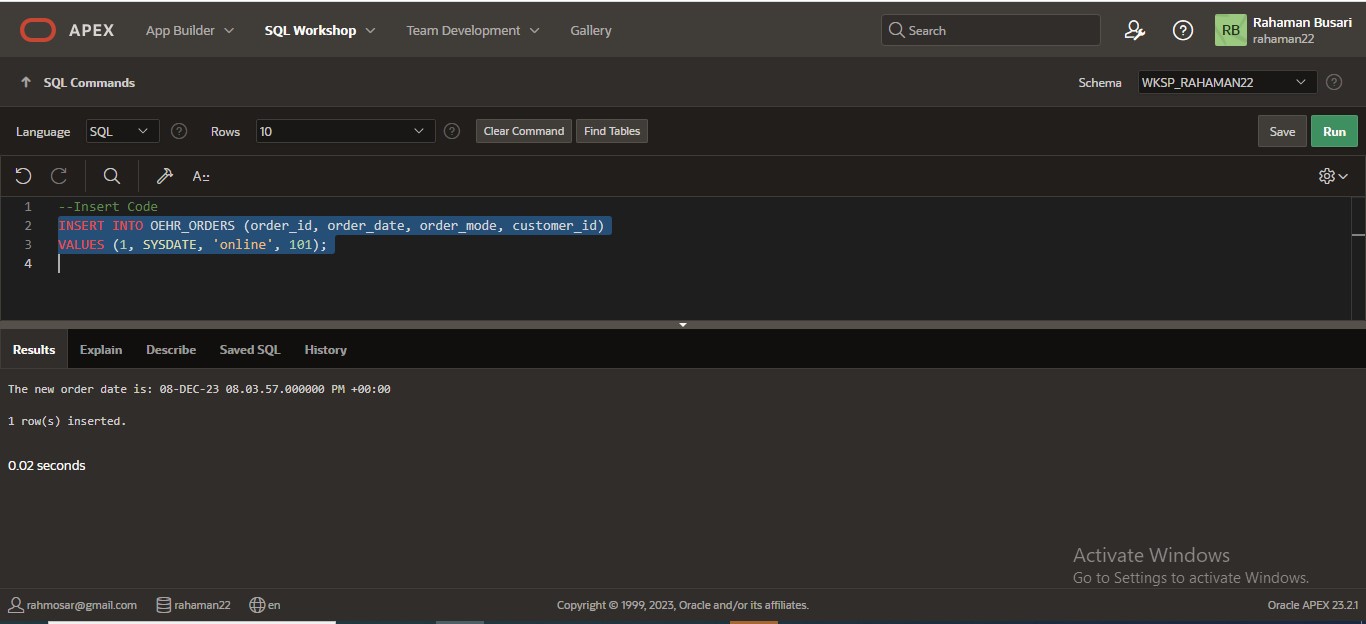 APEX App Builder SQL Workshop Team Development Gallery Search RB Rahaman Busari
rahaman22
SQL Commands Schema WKSP_RAHAMAN22
Language SQL Rows 10 Clear Command Find Tables Save Run
A::
1 --Insert Code
2 INSERT INTO OEHR_ORDERS (order_id, order_date, order_mode, customer_id)
3 VALUES (1, SYSDATE, 'online', 101);
4
Results Explain Describe Saved SQL History
The new order date is: 08-DEC-23 08.03.57.000000 PM +00:00
1 row(s) inserted.
0.02 seconds
Activate Windows
Go to Settings to activate Windows.
rahmosar@gmail.com rahaman22 en Copyright © 1999, 2023, Oracle and/or its affiliates. Oracle APEX 23.2.1